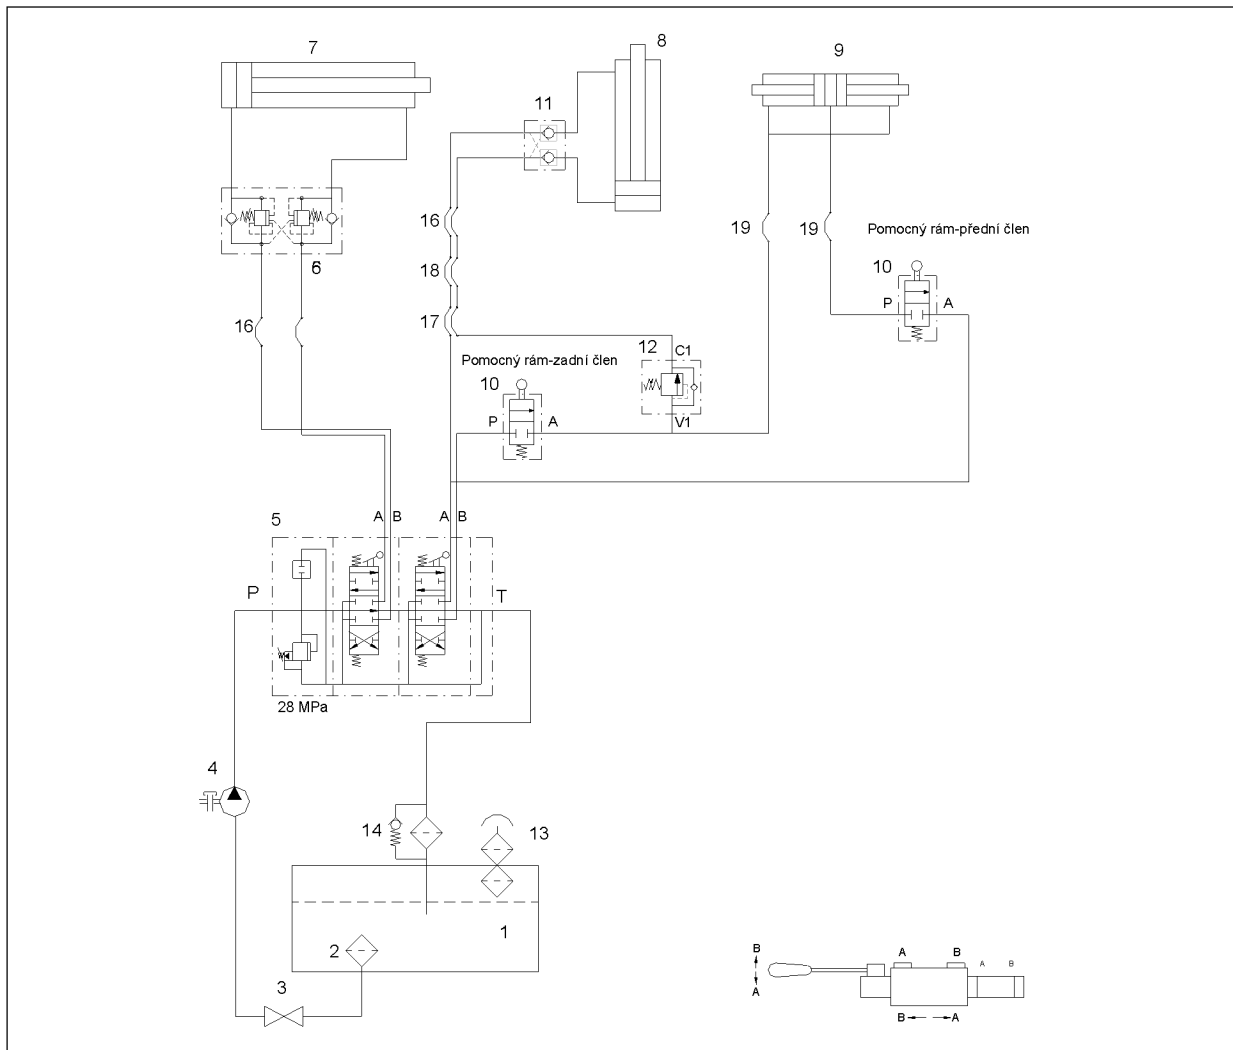 7
8
9
11
16
19
19
Pomocný rám-přední člen
10
P
A
6
18
16
17
12
C1
Pomocný rám-zadní člen
10
P
A
V1
5
A
B
A
B
P
T
28 MPa
4
14
13
1
2
3
B
A
A
B
A
B
B
A